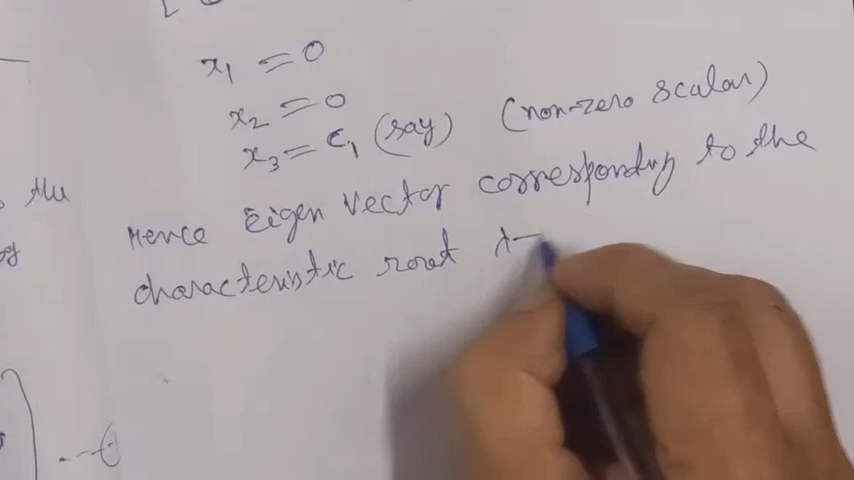 x₁ = 0
x₂ = 0
x₃ = c₁ (say) (non-zero scalar)
Hence Eigen Vector corresponding to the
characteristic root λ